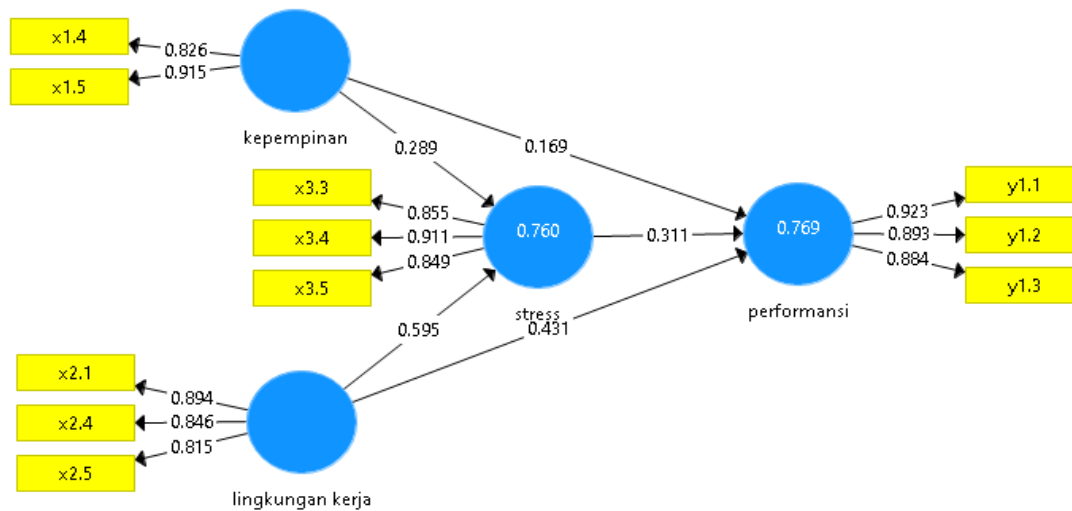 x1.4
0.826
x1.5
0.915
kepempinan
0.289
0.169
x3.3
0.855
x3.4
0.911
x3.5
0.849
0.760
stress
0.311
0.769
performansi
y1.1
0.923
y1.2
0.893
y1.3
0.884
0.595
0.431
x2.1
0.894
x2.4
0.846
x2.5
0.815
lingkungan kerja